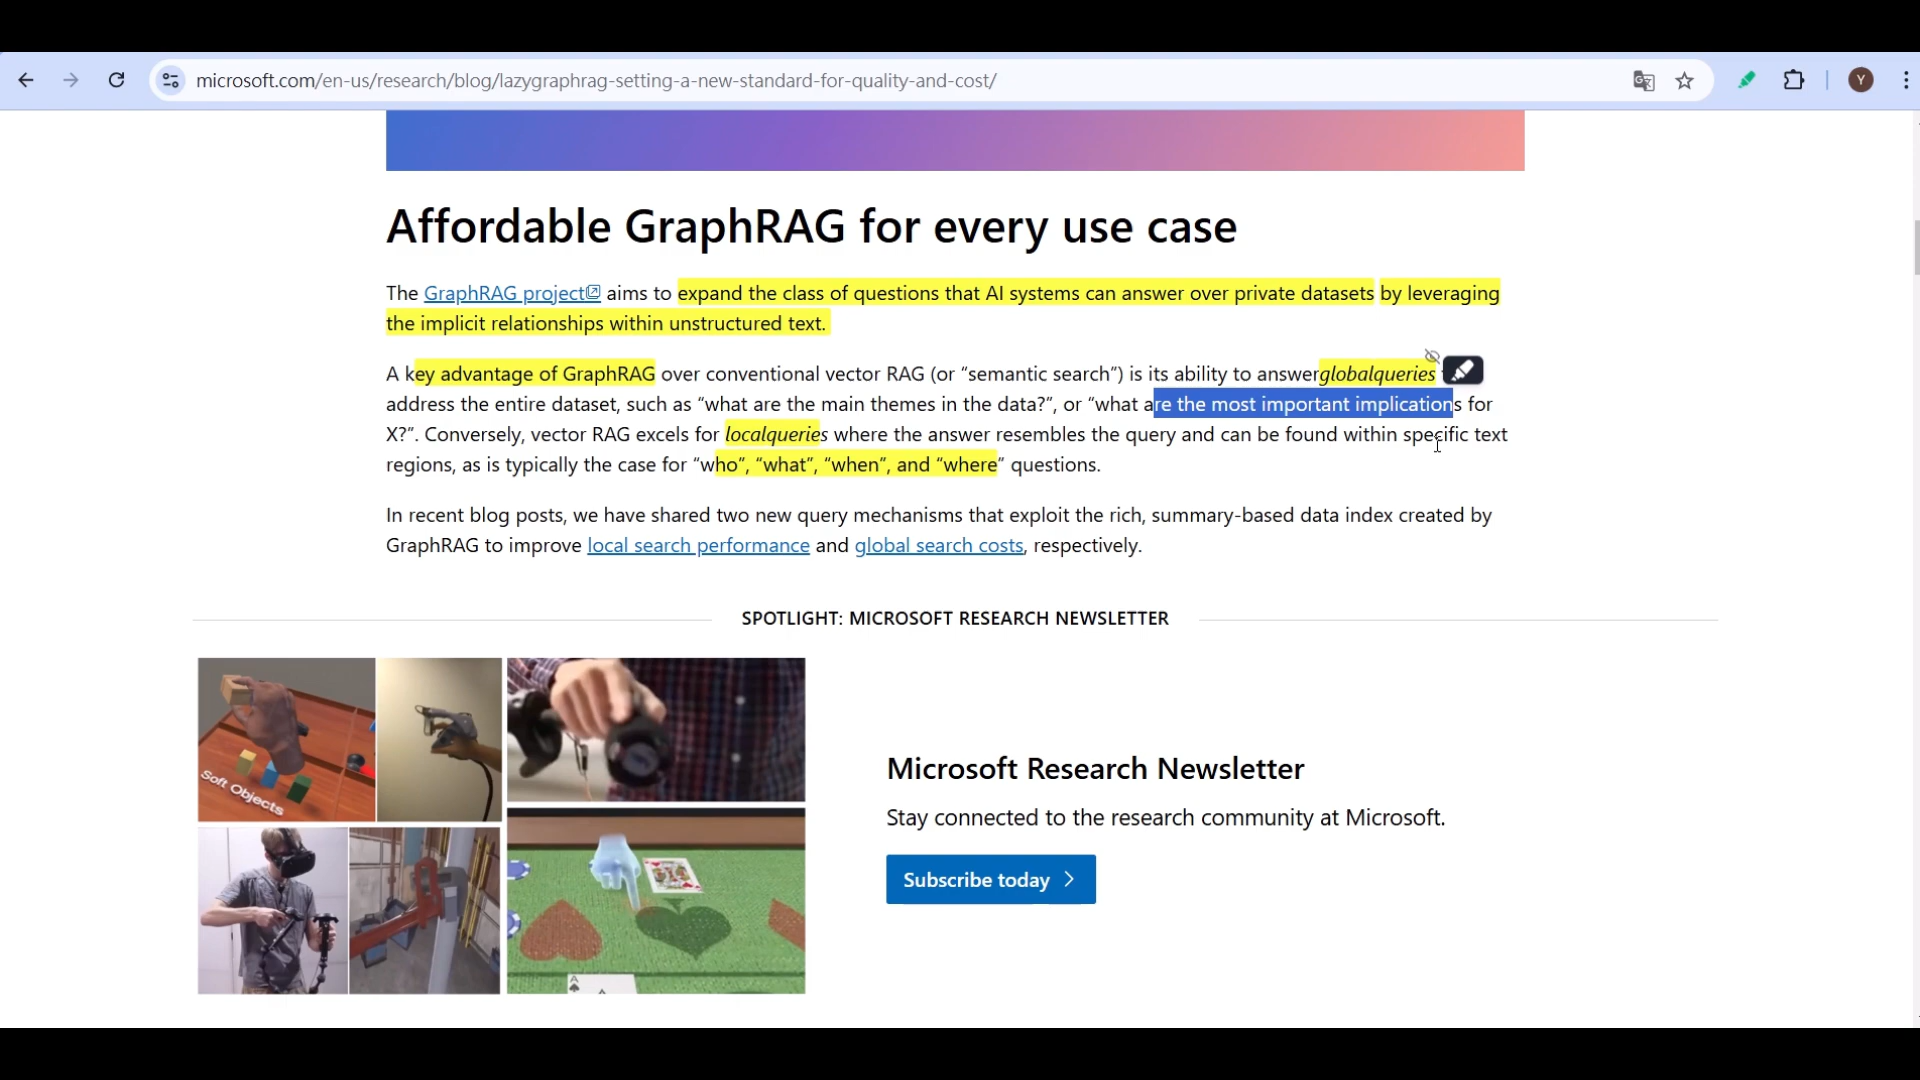 microsoft.com/en-us/research/blog/lazygraphrag-setting-a-new-standard-for-quality-and-cost/
Y
Affordable GraphRAG for every use case
The GraphRAG project aims to expand the class of questions that AI systems can answer over private datasets by leveraging
the implicit relationships within unstructured text.
A key advantage of GraphRAG over conventional vector RAG (or “semantic search”) is its ability to answerglobalqueries
address the entire dataset, such as “what are the main themes in the data?”, or “what are the most important implications for
X?”. Conversely, vector RAG excels for localqueries where the answer resembles the query and can be found within specific text
regions, as is typically the case for “who”, “what”, “when”, and “where” questions.
In recent blog posts, we have shared two new query mechanisms that exploit the rich, summary-based data index created by
GraphRAG to improve local search performance and global search costs, respectively.
SPOTLIGHT: MICROSOFT RESEARCH NEWSLETTER
Soft Objects
Microsoft Research Newsletter
Stay connected to the research community at Microsoft.
Subscribe today
A